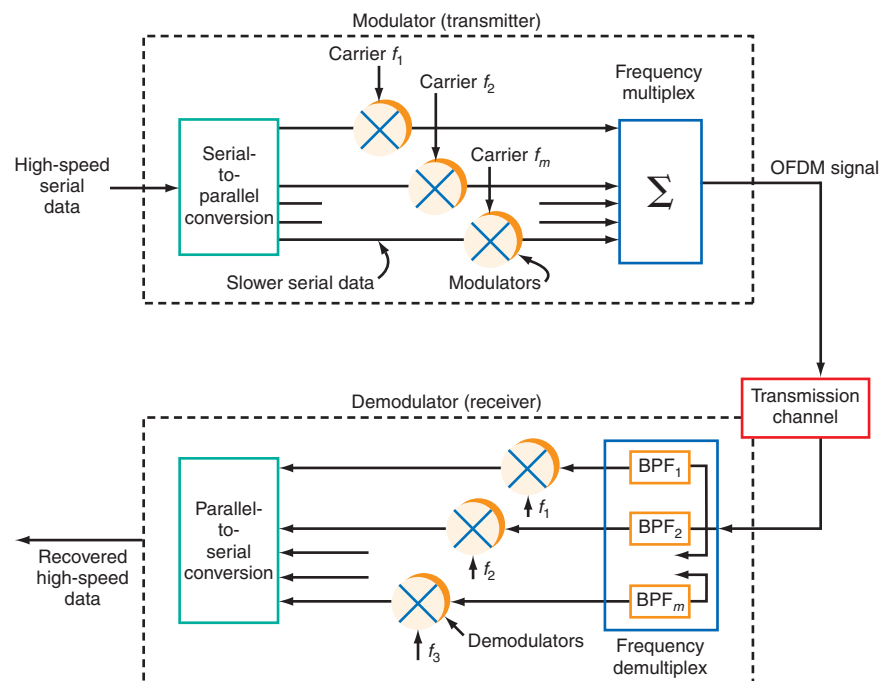 Modulator (transmitter)
Carrier f1
Carrier f2
Frequency
multiplex
Carrier fm
High-speed
serial
data
Serial-
to-
parallel
conversion
Σ
OFDM signal
Slower serial data
Modulators
Transmission
channel
Demodulator (receiver)
Parallel-
to-
serial
conversion
BPF1
f1
BPF2
f2
BPFm
Recovered
high-speed
data
Demodulators
f3
Frequency
demultiplex